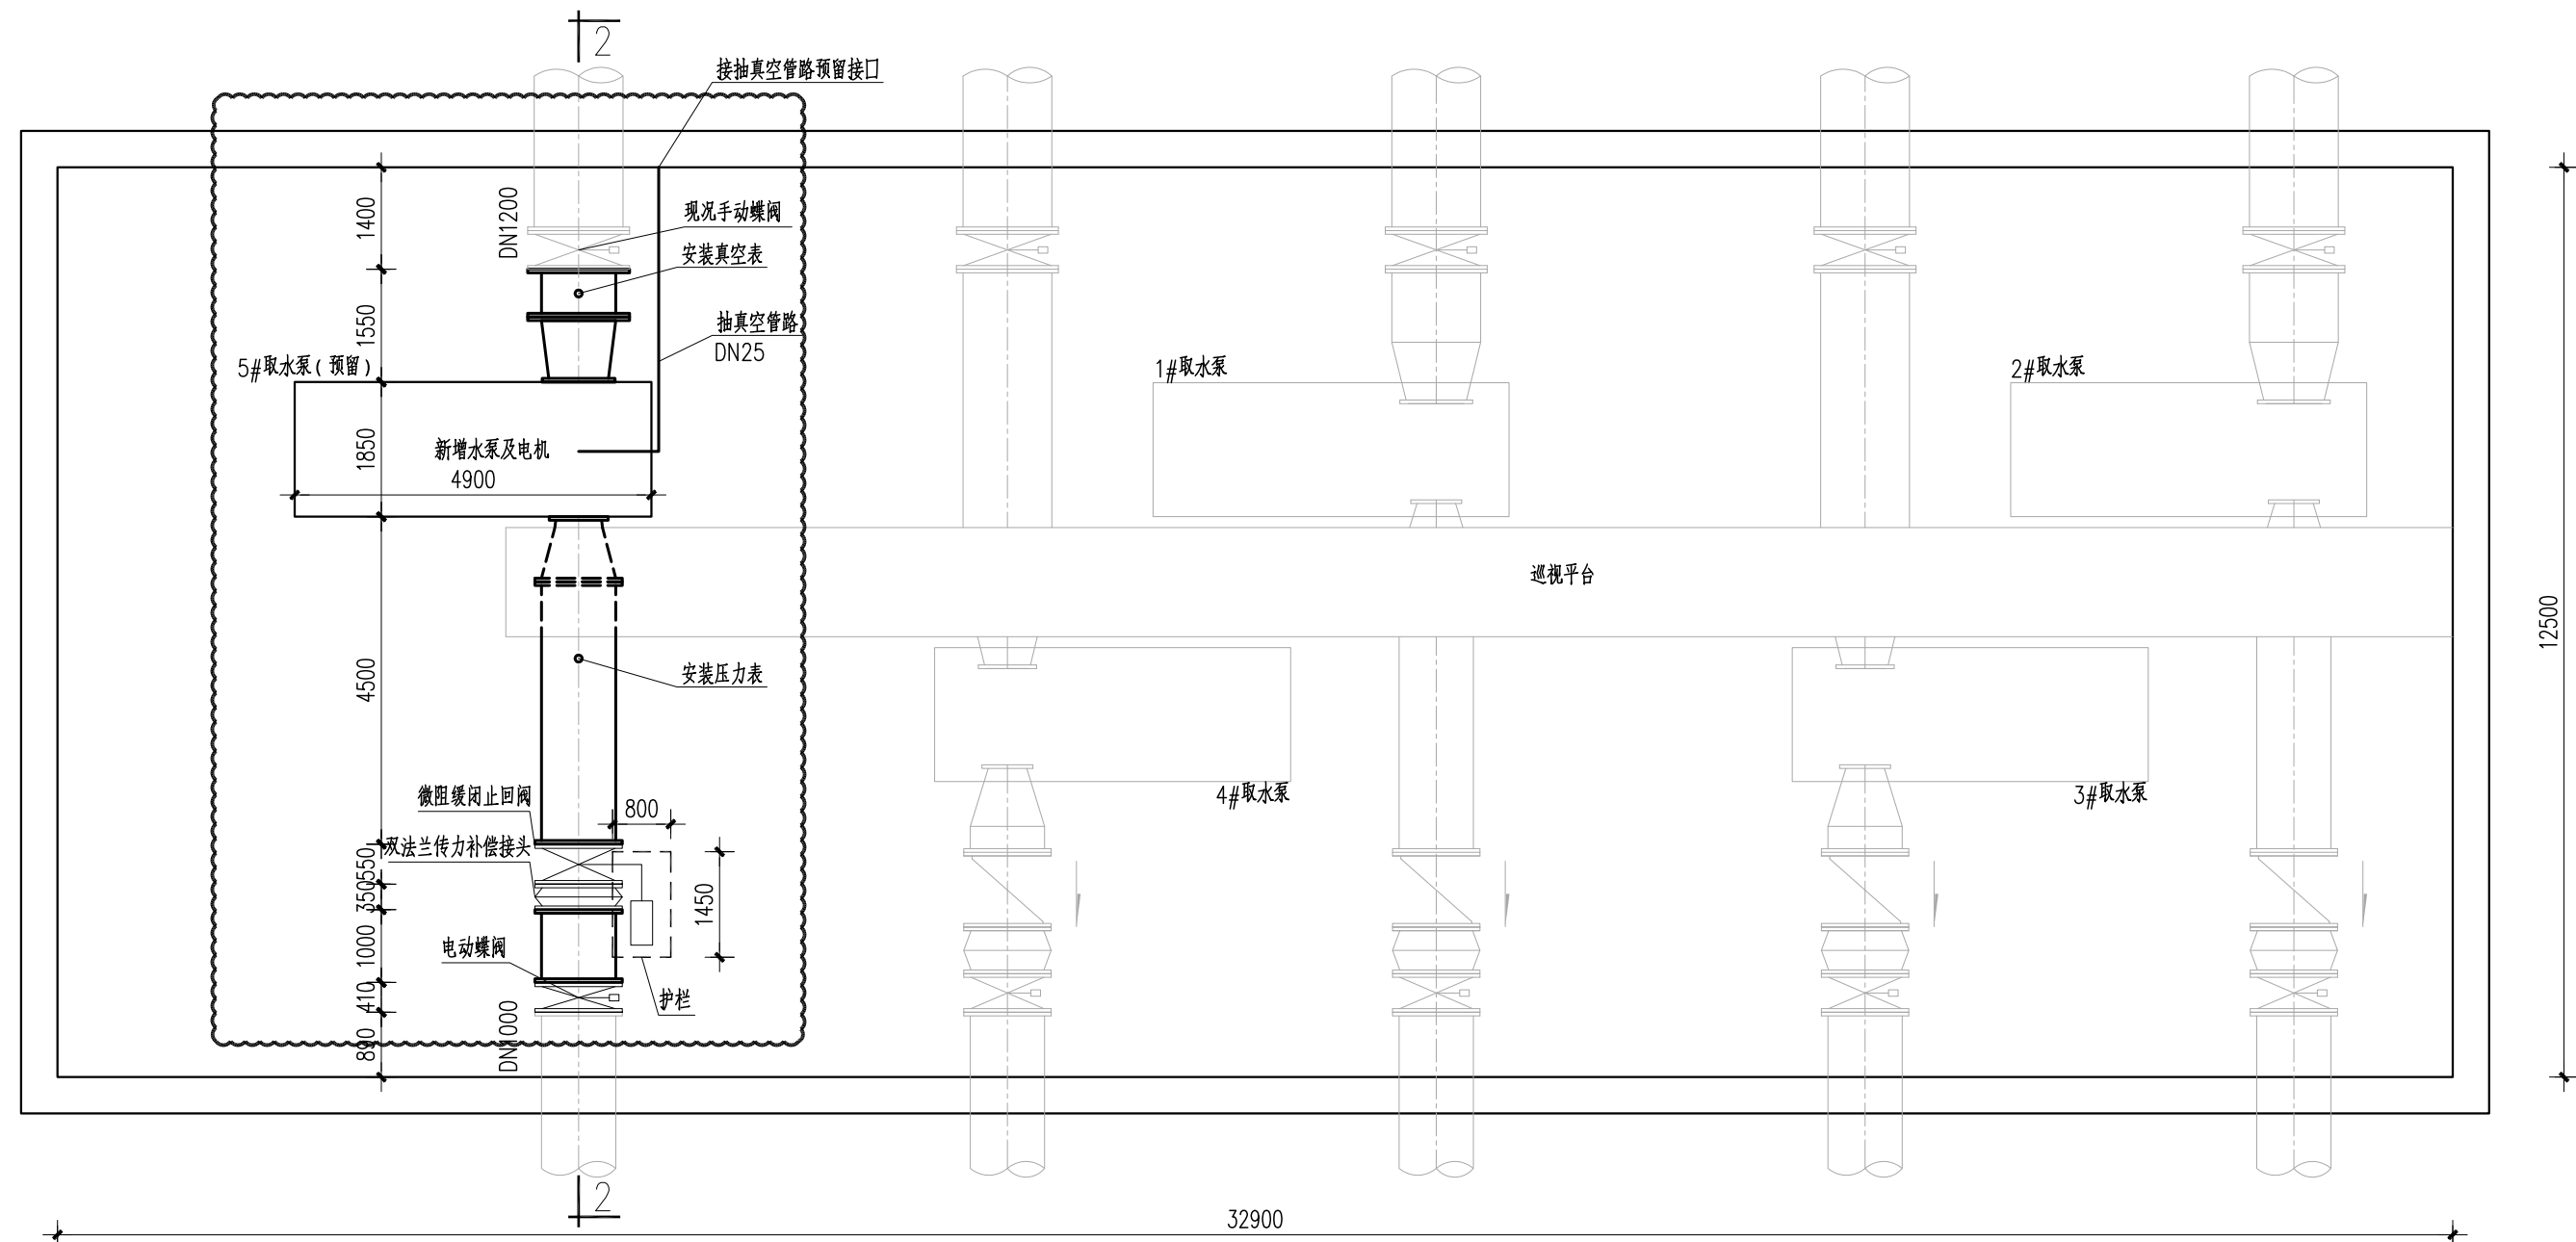 2
接抽真空管路预留接口
1400
DN1200
现况手动蝶阀
安装真空表
1550
抽真空管路
DN25
5#取水泵(预留)
1#取水泵
2#取水泵
1850
新增水泵及电机
4900
巡视平台
12500
4500
安装压力表
微阻缓闭止回阀
800
4#取水泵
3#取水泵
双法兰传力补偿接头
550
350
1450
1000
电动蝶阀
410
护栏
890
DN1000
2
32900